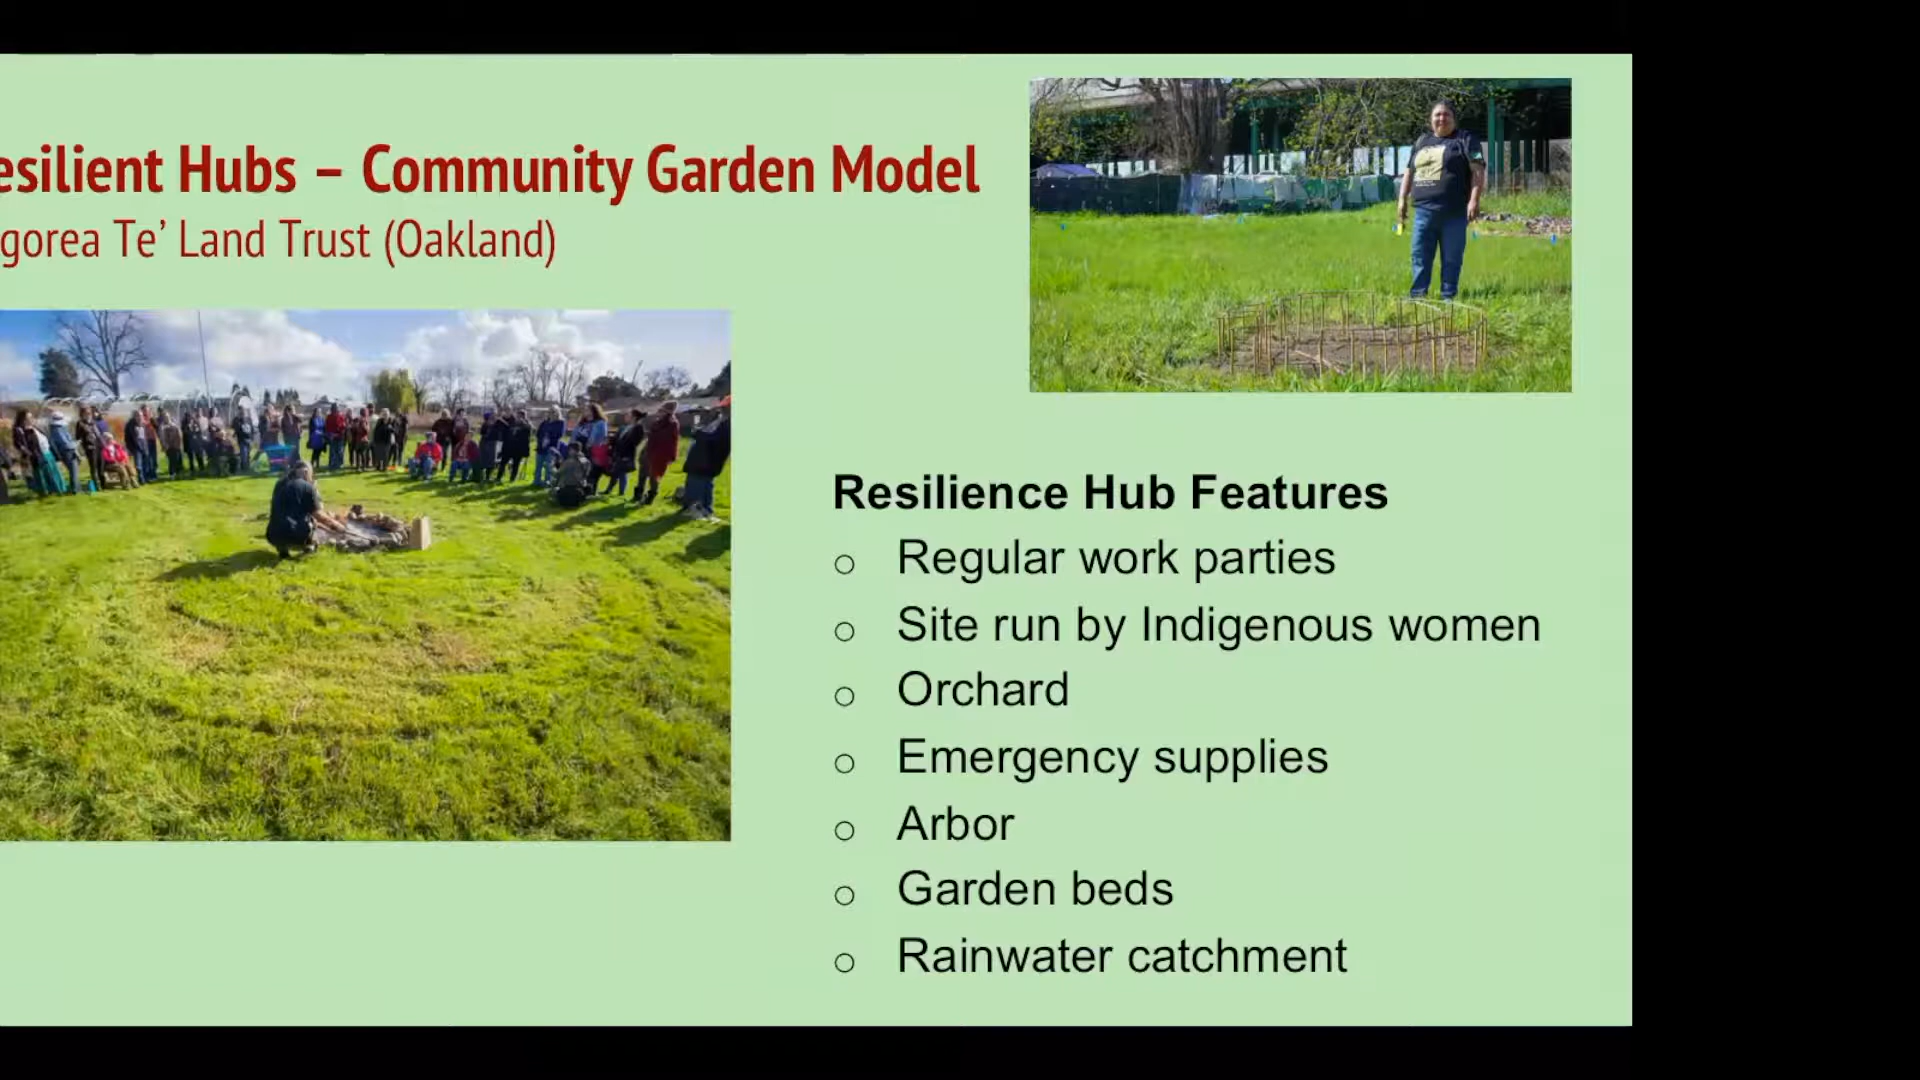 esilient Hubs – Community Garden Model
gorea Te’ Land Trust (Oakland)
Resilience Hub Features
o Regular work parties
o Site run by Indigenous women
o Orchard
o Emergency supplies
o Arbor
o Garden beds
o Rainwater catchment